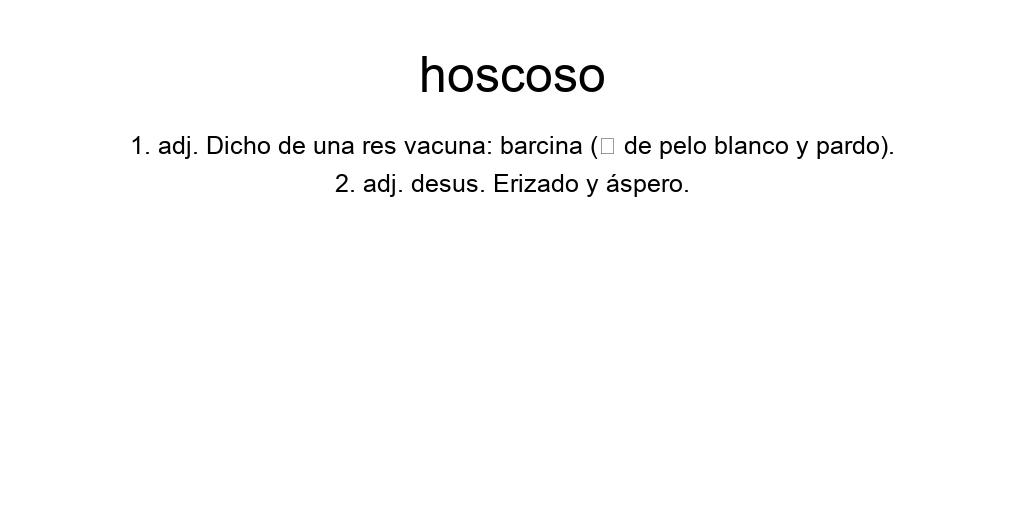 hoscoso
1. adj. Dicho de una res vacuna: barcina (▯ de pelo blanco y pardo).
2. adj. desus. Erizado y áspero.